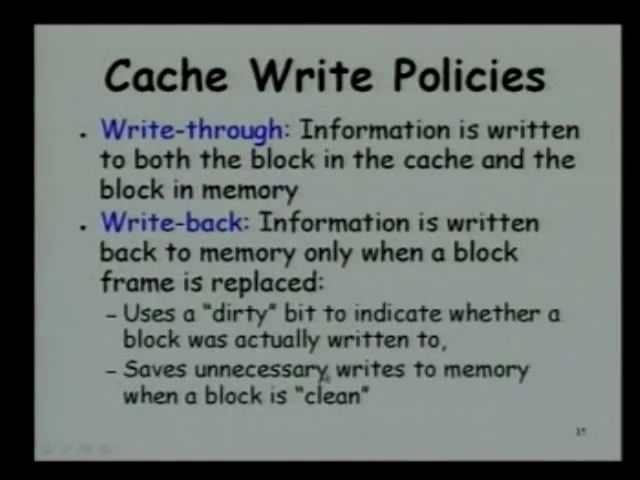 Cache Write Policies
• Write-through: Information is written
to both the block in the cache and the
block in memory
• Write-back: Information is written
back to memory only when a block
frame is replaced:
– Uses a "dirty" bit to indicate whether a
block was actually written to,
– Saves unnecessary writes to memory
when a block is "clean"